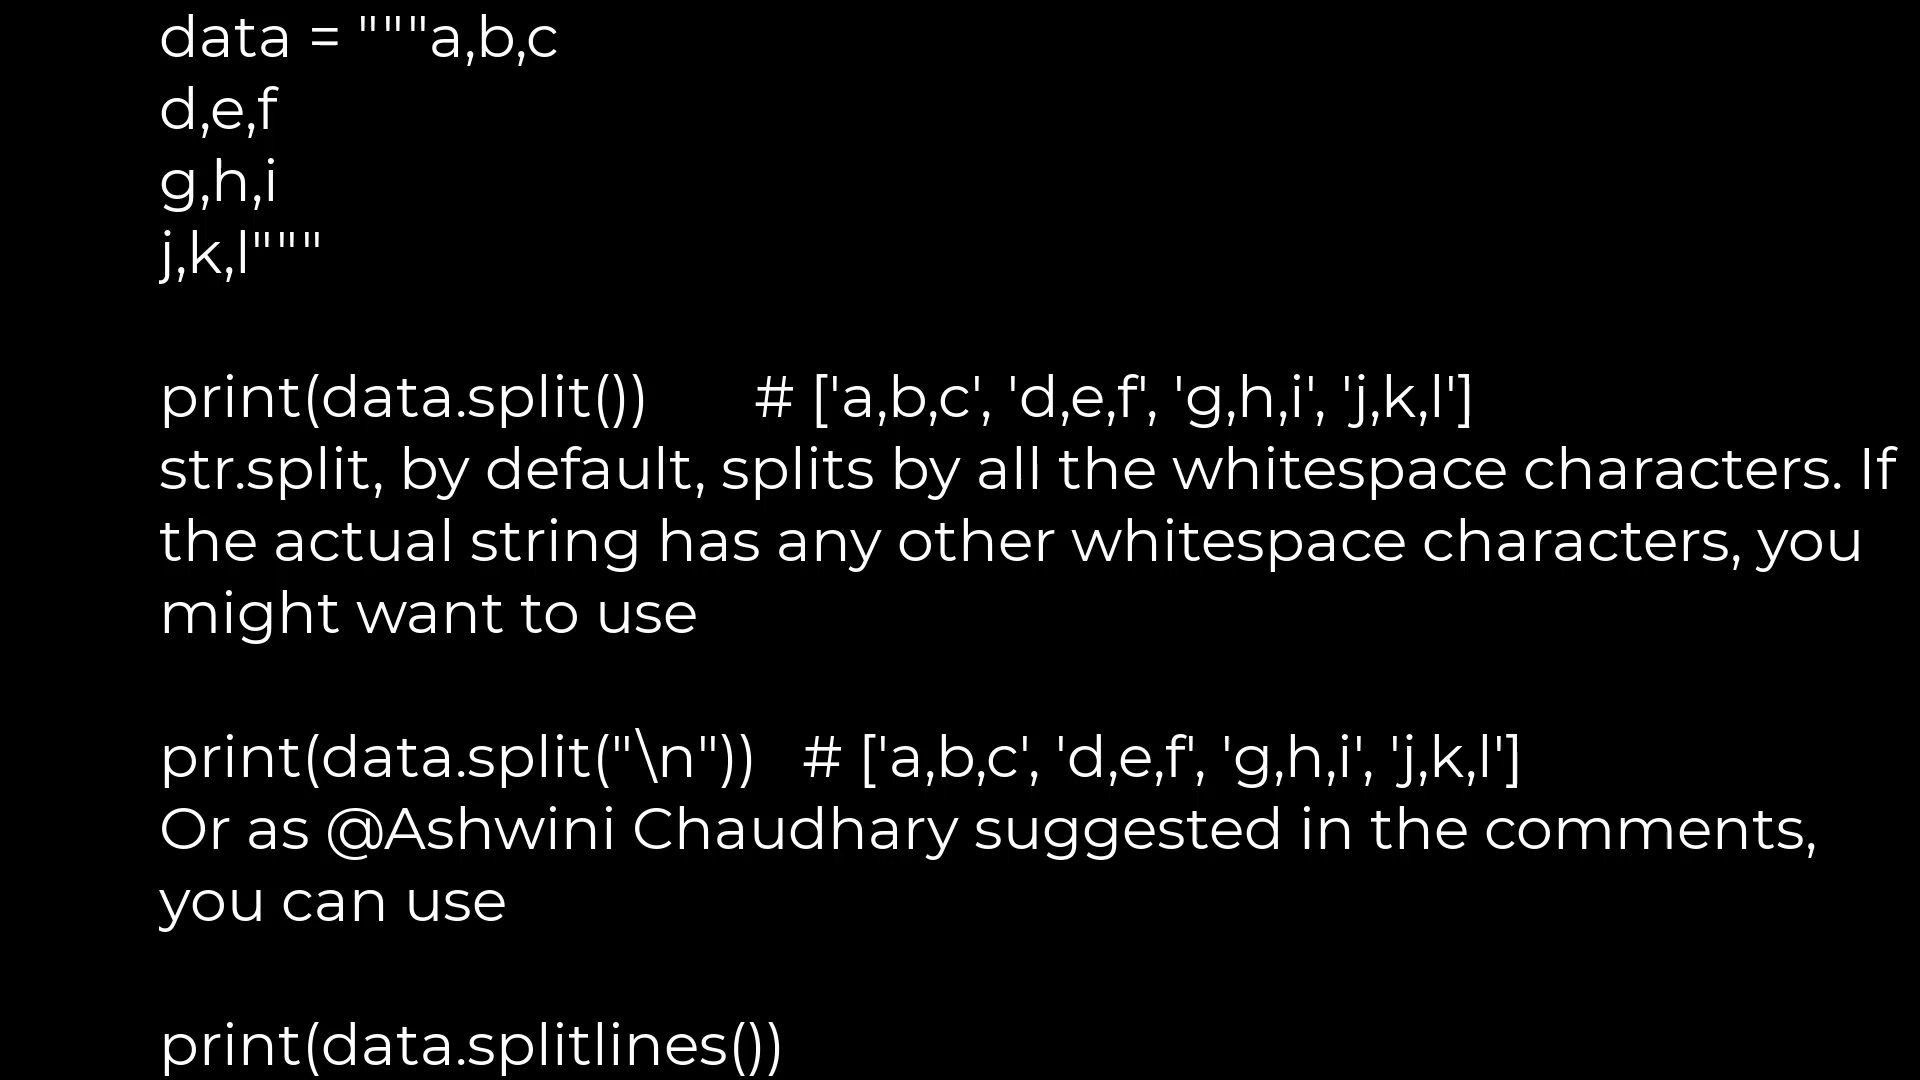 data = """a,b,c
d,e,f
g,h,i
j,k,l"""
print(data.split())       # ['a,b,c', 'd,e,f', 'g,h,i', 'j,k,l']
str.split, by default, splits by all the whitespace characters. If
the actual string has any other whitespace characters, you
might want to use
print(data.split("\n"))   # ['a,b,c', 'd,e,f', 'g,h,i', 'j,k,l']
Or as @Ashwini Chaudhary suggested in the comments,
you can use
print(data.splitlines())